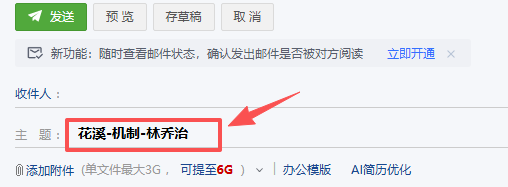 发送 预 览 存草稿 取 消
新功能：随时查看邮件状态，确认发出邮件是否被对方阅读 立即开通 ×
收件人：
主 题： 花溪-机制-林乔治
添加附件 (单文件最大3G， 可提至6G ) 办公模版 AI简历优化